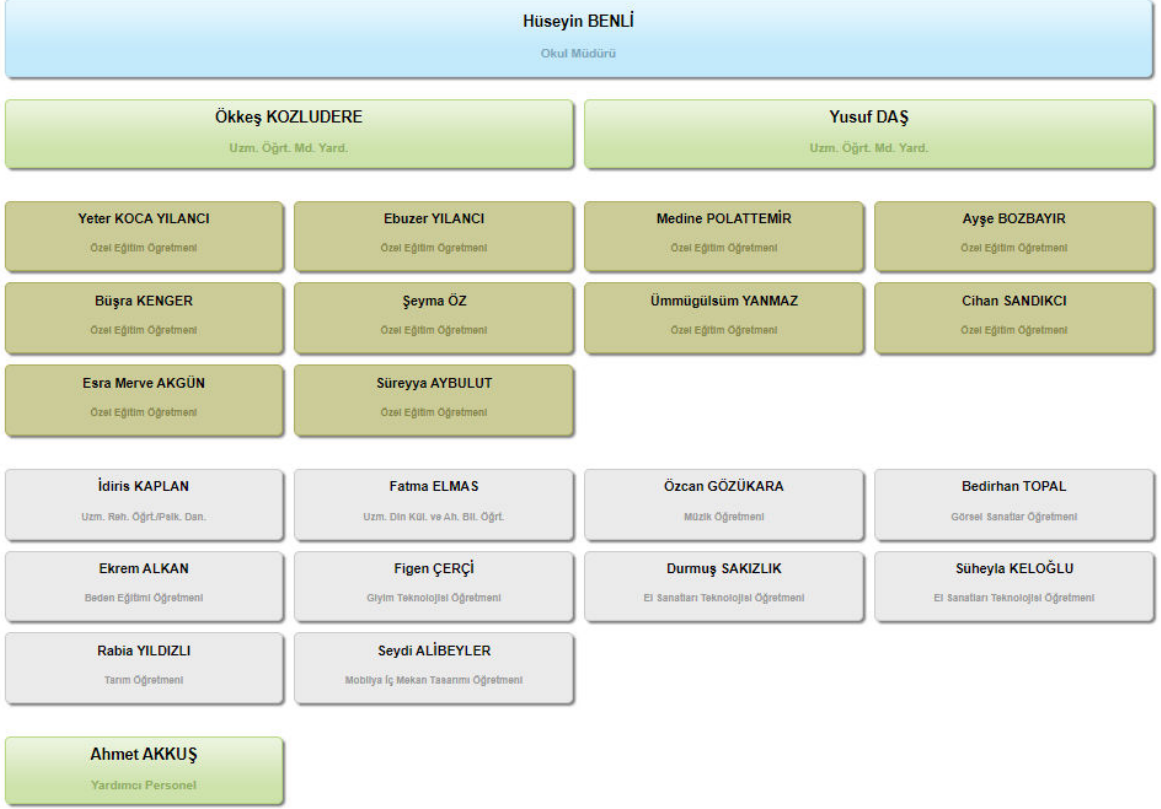 Hüseyin BENLİ
Okul Müdürü
Ökkeş KOZLUDERE
Uzm. Öğrt. Md. Yard.
Yusuf DAŞ
Uzm. Öğrt. Md. Yard.
Yeter KOCA YILANCI
Özel Eğitim Ögretmeni
Ebuzer YILANCI
Özel Eğitim Ögretmeni
Medine POLATTEMİR
Özel Eğitim Öğretmeni
Ayşe BOZBAYIR
Özel Eğitim Öğretmeni
Büşra KENGER
Özel Eğitim Öğretmeni
Şeyma ÖZ
Özel Eğitim Öğretmeni
Ümmügülsüm YANMAZ
Özel Eğitim Öğretmeni
Cihan SANDIKCI
Özel Eğitim Öğretmeni
Esra Merve AKGÜN
Özel Eğitim Öğretmeni
Süreyya AYBULUT
Özel Eğitim Öğretmeni
İdiris KAPLAN
Uzm. Reh. Öğrt./Psik. Dan.
Fatma ELMAS
Uzm. Din Kül. ve Ah. Bil. Öğrt.
Özcan GÖZÜKARA
Müzik Öğretmeni
Bedirhan TOPAL
Görsel Sanatlar Öğretmeni
Ekrem ALKAN
Beden Eğitimi Öğretmeni
Figen ÇERÇİ
Giyim Teknolojisi Öğretmeni
Durmuş SAKIZLIK
El Sanatları Teknolojisi Öğretmeni
Süheyla KELOĞLU
El Sanatları Teknolojisi Öğretmeni
Rabia YILDIZLI
Tarım Öğretmeni
Seydi ALİBEYLER
Mobilya İç Mekan Tasarımı Öğretmeni
Ahmet AKKUŞ
Yardımcı Personel